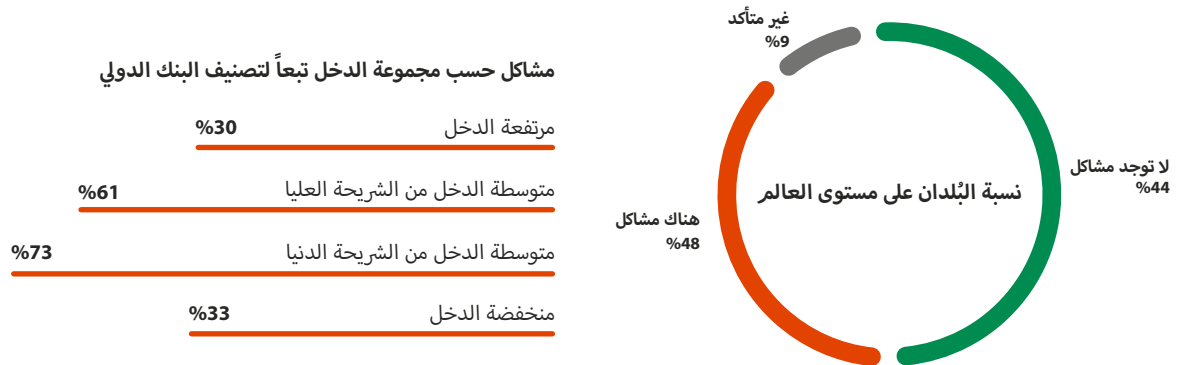 غير متأكد
%9
لا توجد مشاكل
%44
نسبة البُلدان على مستوى العالم
هناك مشاكل
%48
مشاكل حسب مجموعة الدخل تبعاً لتصنيف البنك الدولي
مرتفعة الدخل %30
متوسطة الدخل من الشريحة العليا %61
متوسطة الدخل من الشريحة الدنيا %73
منخفضة الدخل %33